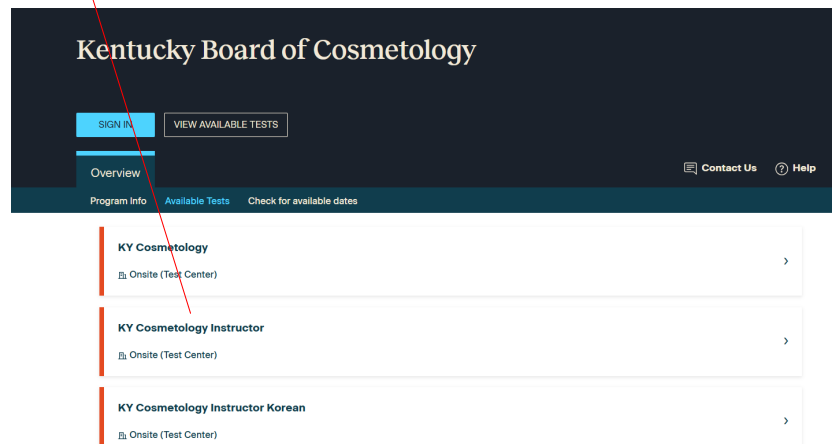 Kentucky Board of Cosmetology
SIGN IN
VIEW AVAILABLE TESTS
Overview
Contact Us
Help
Program Info
Available Tests
Check for available dates
KY Cosmetology
Onsite (Test Center)
KY Cosmetology Instructor
Onsite (Test Center)
KY Cosmetology Instructor Korean
Onsite (Test Center)